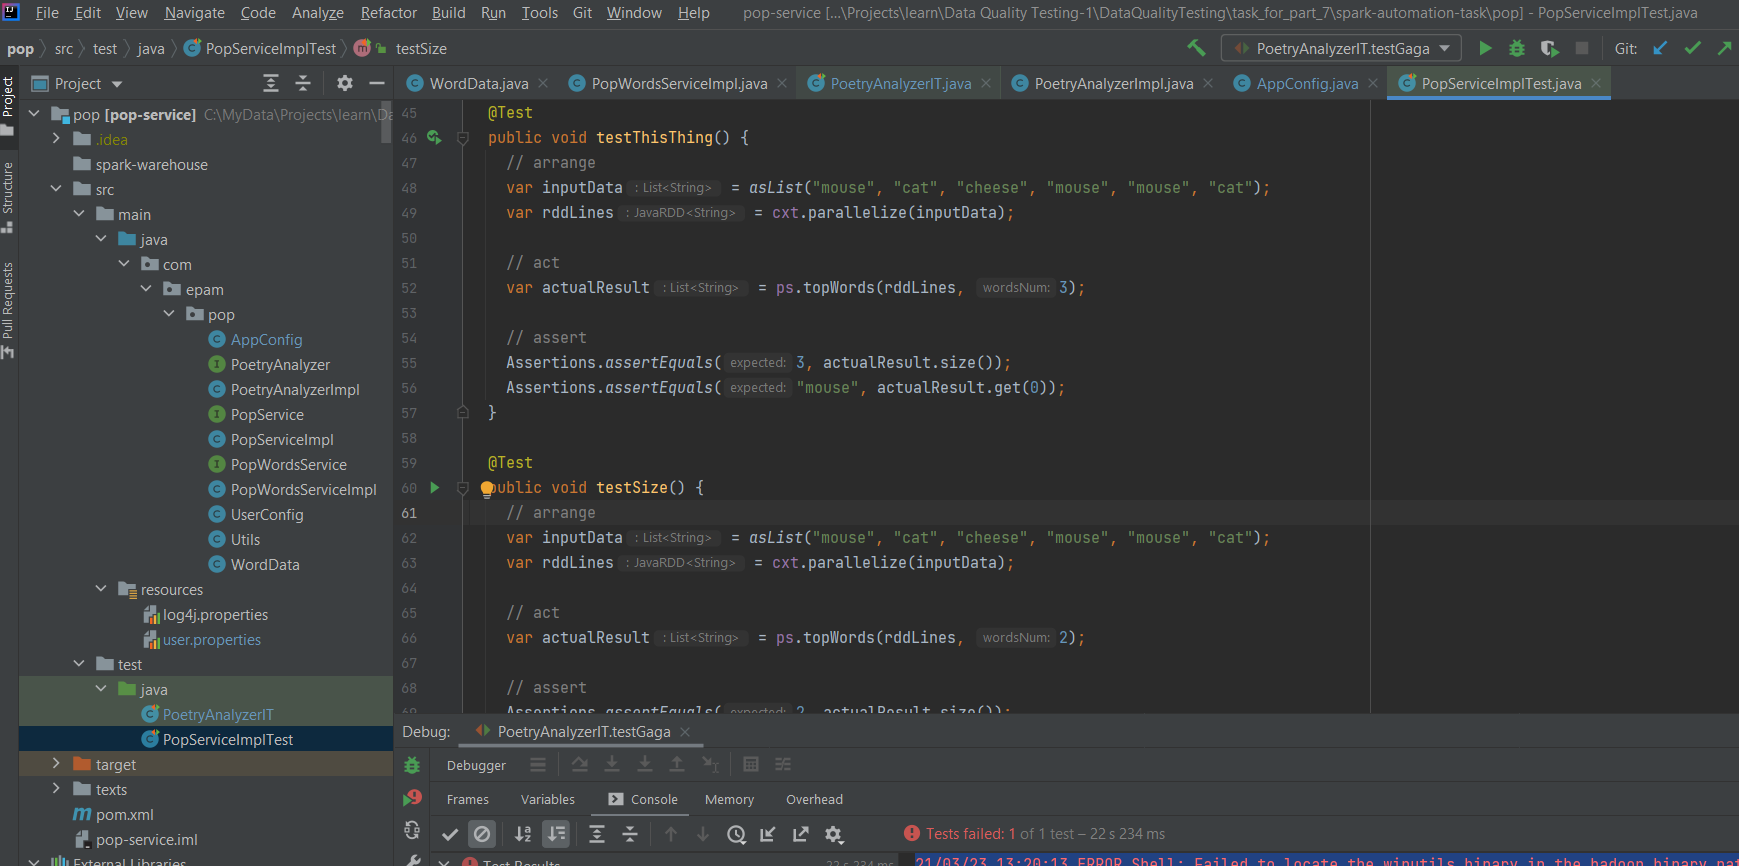 File Edit View Navigate Code Analyze Refactor Build Run Tools Git Window Help pop-service [...\Projects\learn\Data Quality Testing-1\DataQualityTesting\task_for_part_7\spark-automation-task\pop] - PopServiceImplTest.java
pop src test java PopServiceImplTest m testSize PoetryAnalyzerIT.testGaga Git:
Project
Structure
Pull Requests
Project
pop [pop-service] C:\MyData\Projects\learn\Da
.idea
spark-warehouse
src
main
java
com
epam
pop
AppConfig
PoetryAnalyzer
PoetryAnalyzerImpl
PopService
PopServiceImpl
PopWordsService
PopWordsServiceImpl
UserConfig
Utils
WordData
resources
log4j.properties
user.properties
test
java
PoetryAnalyzerIT
PopServiceImplTest
target
texts
pom.xml
pop-service.iml
External Libraries
WordData.java PopWordsServiceImpl.java PoetryAnalyzerIT.java PoetryAnalyzerImpl.java AppConfig.java PopServiceImplTest.java
45 @Test
46 public void testThisThing() {
47 // arrange
48 var inputData : List<String> = asList("mouse", "cat", "cheese", "mouse", "mouse", "cat");
49 var rddLines : JavaRDD<String> = cxt.parallelize(inputData);
50
51 // act
52 var actualResult : List<String> = ps.topWords(rddLines, wordsNum: 3);
53
54 // assert
55 Assertions.assertEquals( expected: 3, actualResult.size());
56 Assertions.assertEquals( expected: "mouse", actualResult.get(0));
57 }
58
59 @Test
60 public void testSize() {
61 // arrange
62 var inputData : List<String> = asList("mouse", "cat", "cheese", "mouse", "mouse", "cat");
63 var rddLines : JavaRDD<String> = cxt.parallelize(inputData);
64
65 // act
66 var actualResult : List<String> = ps.topWords(rddLines, wordsNum: 2);
67
68 // assert
69 Assertions.assertEquals( expected: 2, actualResult.size());
Debug: PoetryAnalyzerIT.testGaga
Debugger
Frames Variables Console Memory Overhead
Tests failed: 1 of 1 test – 22 s 234 ms
Test Results 22 s 234 ms 21/03/23 13:20:13 ERROR Shell: Failed to locate the winutils binary in the hadoop binary pat